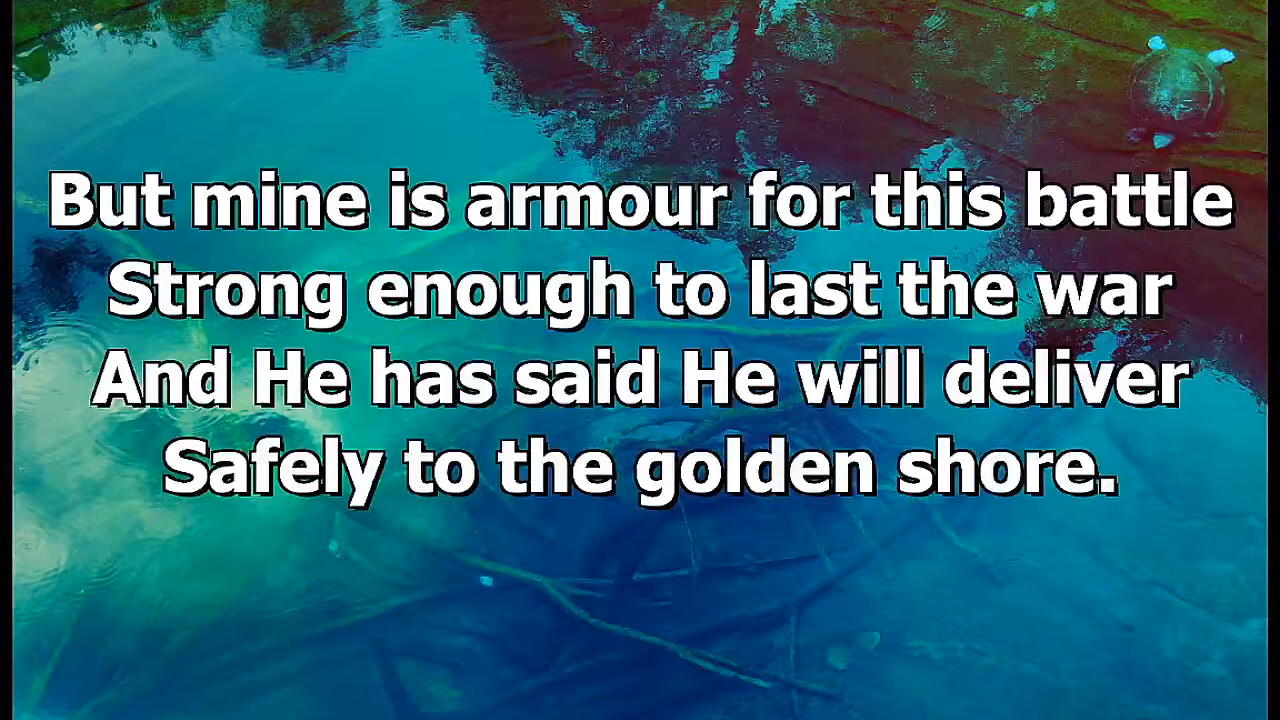 But mine is armour for this battle
Strong enough to last the war
And He has said He will deliver
Safely to the golden shore.